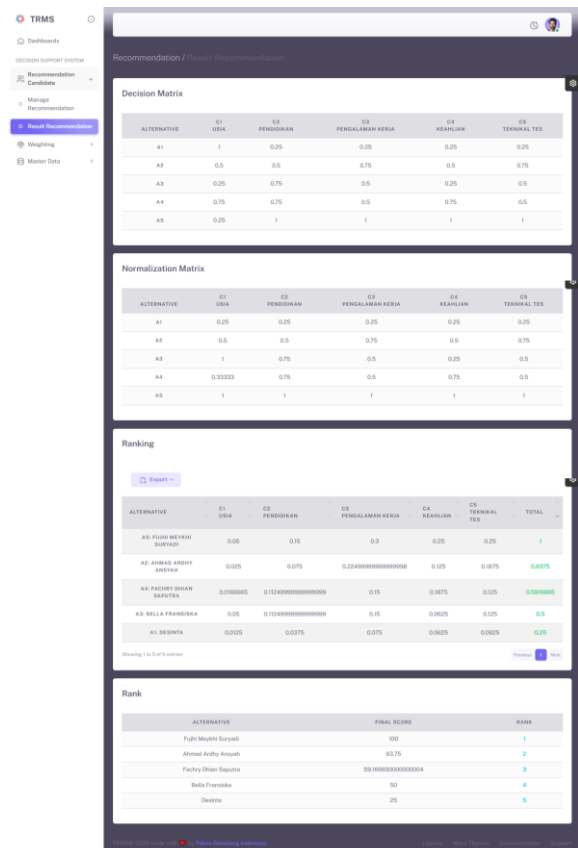 TRMS
Dashboards
DECISION SUPPORT SYSTEM
Recommendation
Candidate
Manage
Recommendation
Result Recommendation
Weighting
Master Data
Recommendation / Result Recommendation
Decision Matrix
ALTERNATIVE C1 USIA C2 PENDIDIKAN C3 PENGALAMAN KERJA C4 KEAHLIAN C5 TEKNIKAL TES
A1 1 0.25 0.25 0.25 0.25
A2 0.5 0.5 0.75 0.5 0.75
A3 0.25 0.75 0.5 0.25 0.5
A4 0.75 0.75 0.5 0.75 0.5
A5 0.25 1 1 1 1
Normalization Matrix
ALTERNATIVE C1 USIA C2 PENDIDIKAN C3 PENGALAMAN KERJA C4 KEAHLIAN C5 TEKNIKAL TES
A1 0.25 0.25 0.25 0.25 0.25
A2 0.5 0.5 0.75 0.5 0.75
A3 1 0.75 0.5 0.25 0.5
A4 0.33333 0.75 0.5 0.75 0.5
A5 1 1 1 1 1
Ranking
Export
ALTERNATIVE C1 USIA C2 PENDIDIKAN C3 PENGALAMAN KERJA C4 KEAHLIAN C5 TEKNIKAL TES TOTAL
A5: FUJHI MEYKHI SURYADI 0.05 0.15 0.3 0.25 0.25 1
A2: AHMAD ARDHY ANSYAH 0.025 0.075 0.22499999999999998 0.125 0.1875 0.6375
A4: FACHRY DHIAN SAPUTRA 0.0166665 0.11249999999999999 0.15 0.1875 0.125 0.5916665
A3: BELLA FRANSISKA 0.05 0.11249999999999999 0.15 0.0625 0.125 0.5
A1: DESINTA 0.0125 0.0375 0.075 0.0625 0.0625 0.25
Showing 1 to 5 of 5 entries
Previous 1 Next
Rank
ALTERNATIVE FINAL SCORE RANK
Fujhi Meykhi Suryadi 100 1
Ahmad Ardhy Ansyah 63.75 2
Fachry Dhian Saputra 59.166650000000004 3
Bella Fransiska 50 4
Desinta 25 5
License More Themes Documentation Support